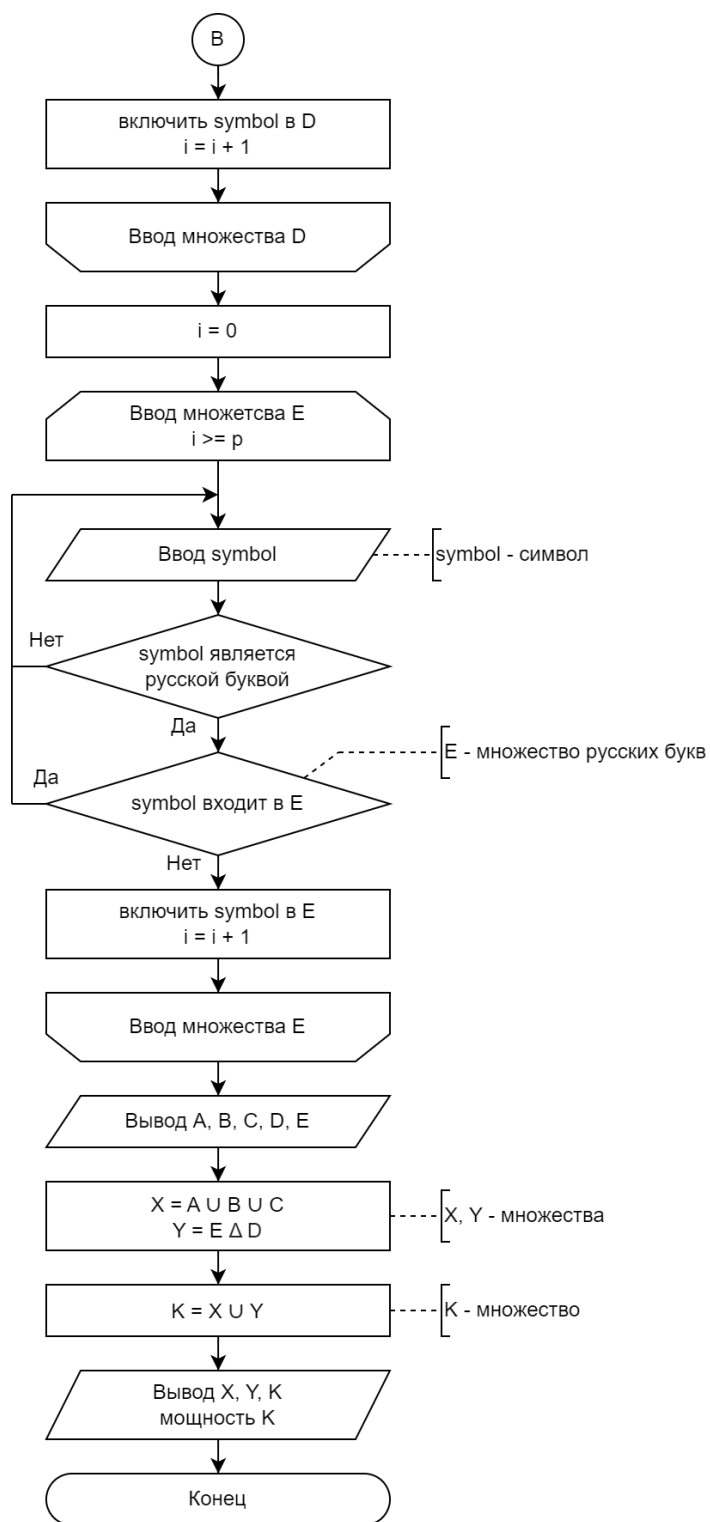 B
включить symbol в D
i = i + 1
Ввод множества D
i = 0
Ввод множетсва E
i >= p
Ввод symbol
symbol - символ
Нет
symbol является
русской буквой
Да
E - множество русских букв
Да
symbol входит в E
Нет
включить symbol в E
i = i + 1
Ввод множества E
Вывод A, B, C, D, E
X = A ∪ B ∪ C
Y = E Δ D
X, Y - множества
K = X ∪ Y
K - множество
Вывод X, Y, K
мощность K
Конец